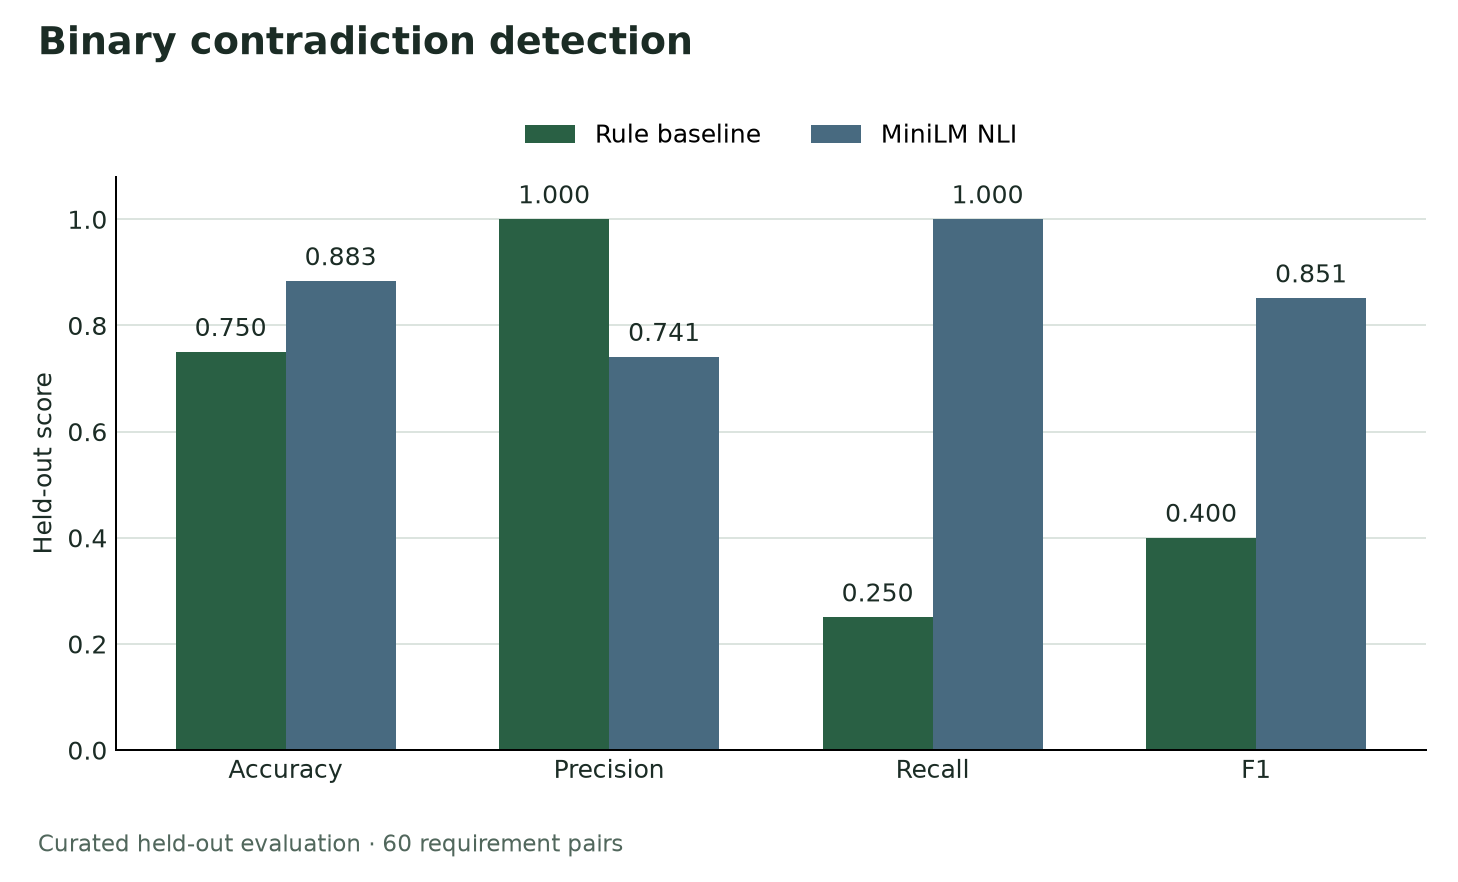 Binary contradiction detection
Rule baseline
MiniLM NLI
Held-out score
1.0
0.8
0.6
0.4
0.2
0.0
0.750
0.883
1.000
0.741
0.250
1.000
0.400
0.851
Accuracy
Precision
Recall
F1
Curated held-out evaluation · 60 requirement pairs